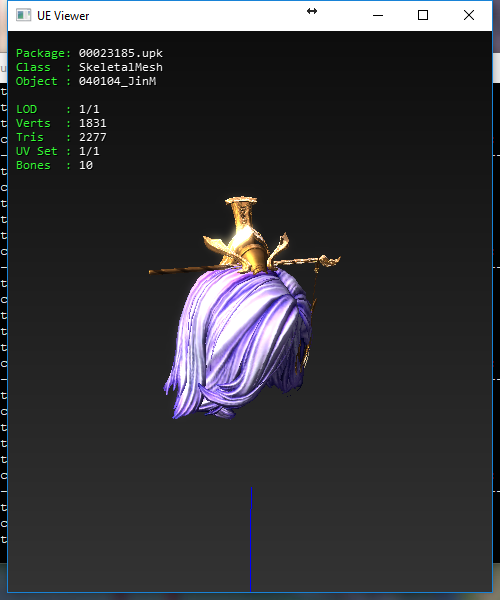 UE Viewer
Package: 00023185.upk
Class  : SkeletalMesh
Object : 040104_JinM
LOD    : 1/1
Verts  : 1831
Tris   : 2277
UV Set : 1/1
Bones  : 10